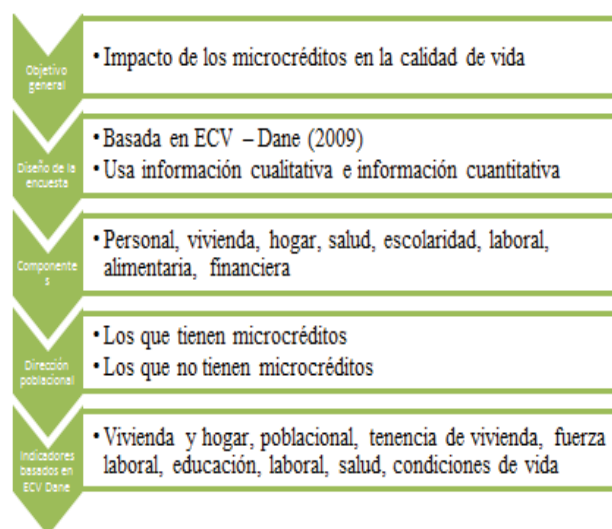 Objetivo
general
• Impacto de los microcréditos en la calidad de vida
Diseño de la
encuesta
• Basada en ECV – Dane (2009)
• Usa información cualitativa e información cuantitativa
Componente
s
• Personal, vivienda, hogar, salud, escolaridad, laboral,
alimentaria, financiera
Dirección
poblacional
• Los que tienen microcréditos
• Los que no tienen microcréditos
Indicadores
basados en
ECV Dane
• Vivienda y hogar, poblacional, tenencia de vivienda, fuerza
laboral, educación, laboral, salud, condiciones de vida